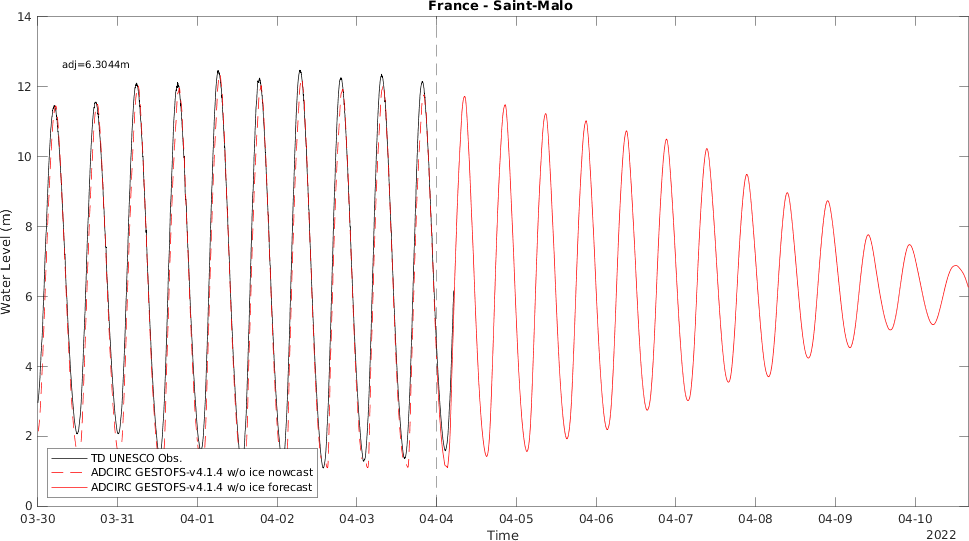 France - Saint-Malo
14
adj=6.3044m
12
10
8
Water Level (m)
6
4
2
TD UNESCO Obs.
ADCIRC GESTOFS-v4.1.4 w/o ice nowcast
ADCIRC GESTOFS-v4.1.4 w/o ice forecast
0
03-30 03-31 04-01 04-02 04-03 04-04 04-05 04-06 04-07 04-08 04-09 04-10
Time
2022